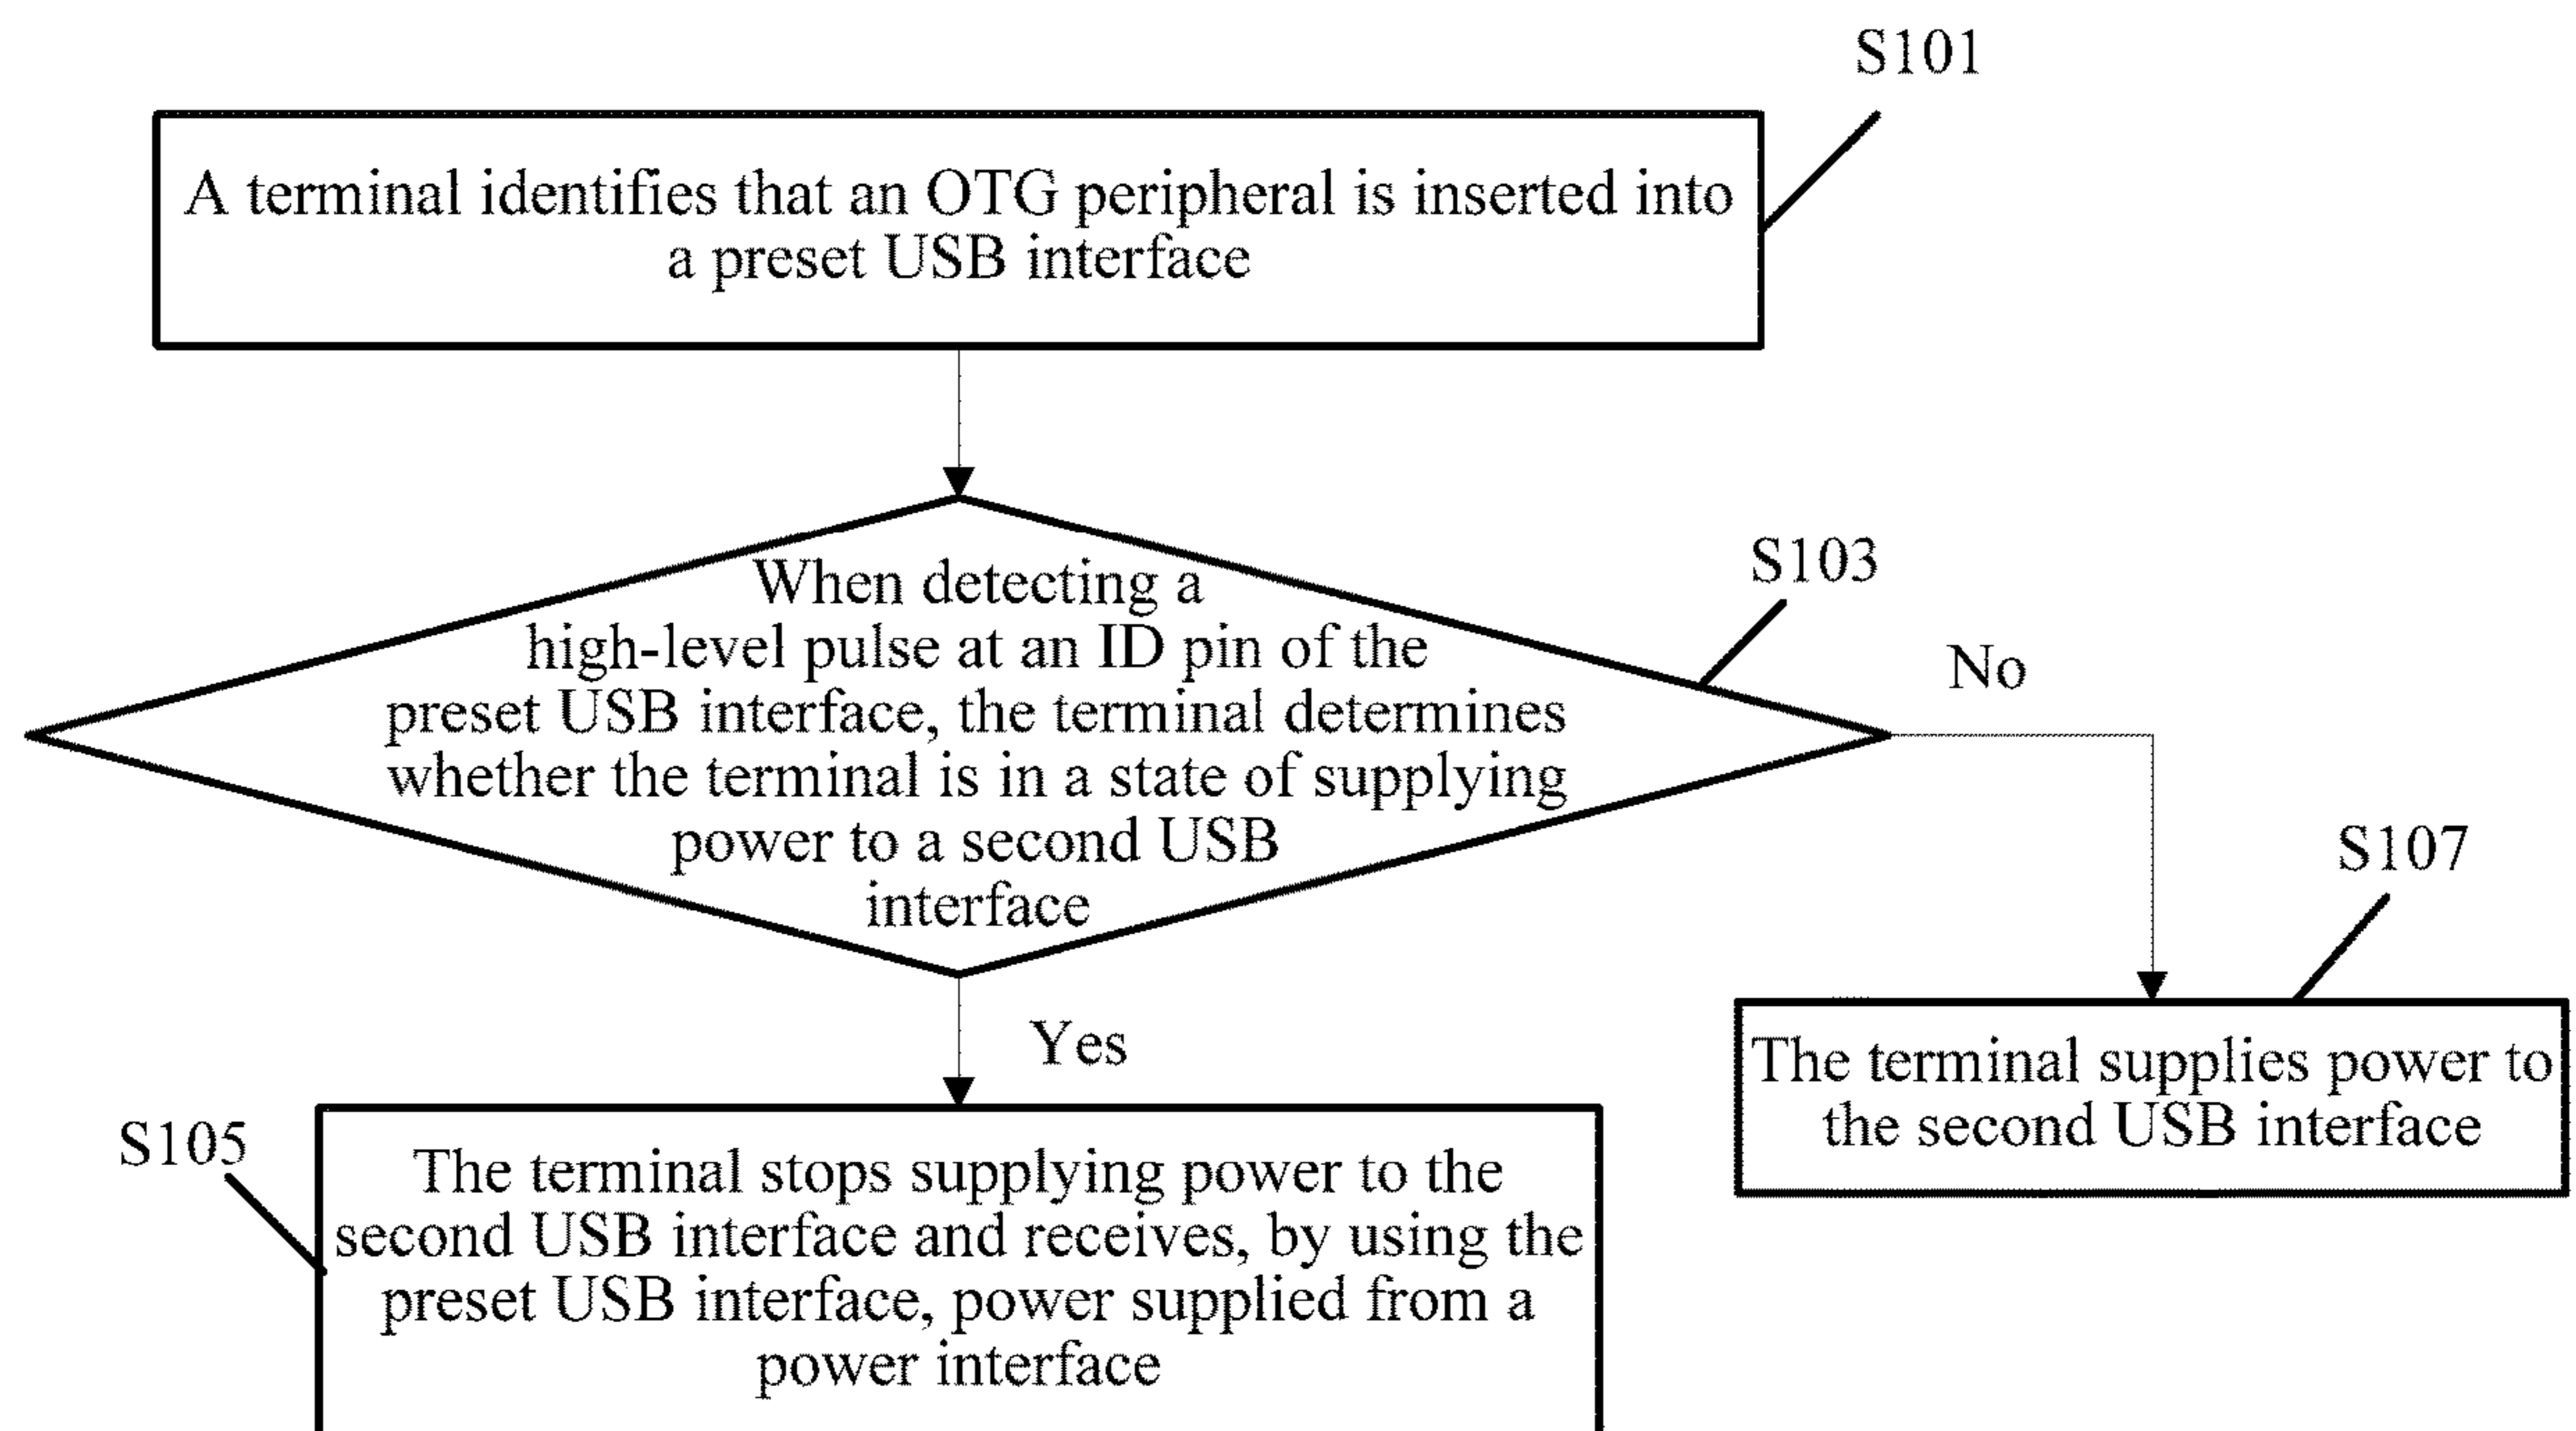 S101
A terminal identifies that an OTG peripheral is inserted into
a preset USB interface
When detecting a
high-level pulse at an ID pin of the
preset USB interface, the terminal determines
whether the terminal is in a state of supplying
power to a second USB
interface
S103
No
S107
The terminal supplies power to
the second USB interface
Yes
S105
The terminal stops supplying power to the
second USB interface and receives, by using the
preset USB interface, power supplied from a
power interface